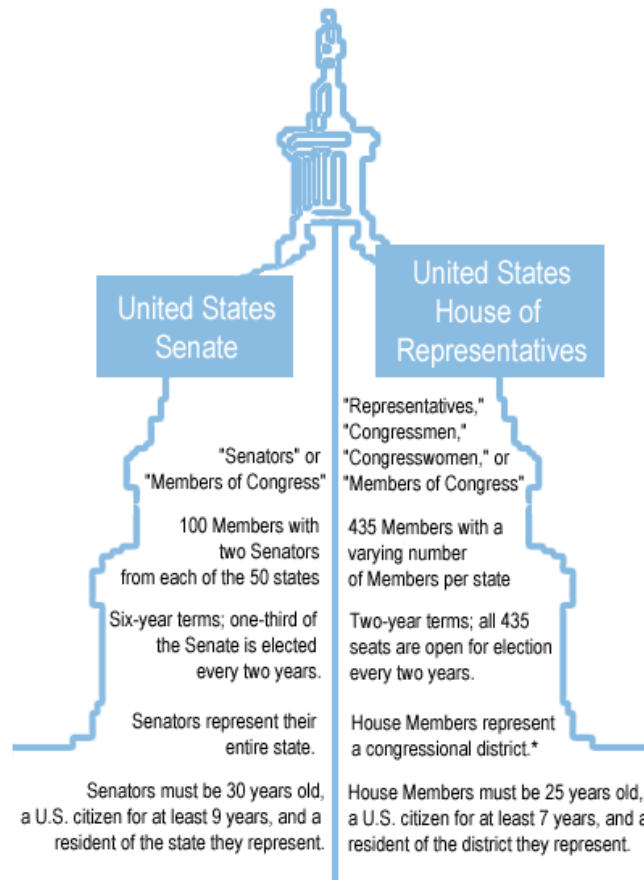 United States
Senate
"Senators" or
"Members of Congress"
100 Members with
two Senators
from each of the 50 states
Six-year terms; one-third of
the Senate is elected
every two years.
Senators represent their
entire state.
Senators must be 30 years old,
a U.S. citizen for at least 9 years, and a
resident of the state they represent.
United States
House of
Representatives
"Representatives,"
"Congressmen,"
"Congresswomen," or
"Members of Congress"
435 Members with a
varying number
of Members per state
Two-year terms; all 435
seats are open for election
every two years.
House Members represent
a congressional district.*
House Members must be 25 years old,
a U.S. citizen for at least 7 years, and a
resident of the district they represent.